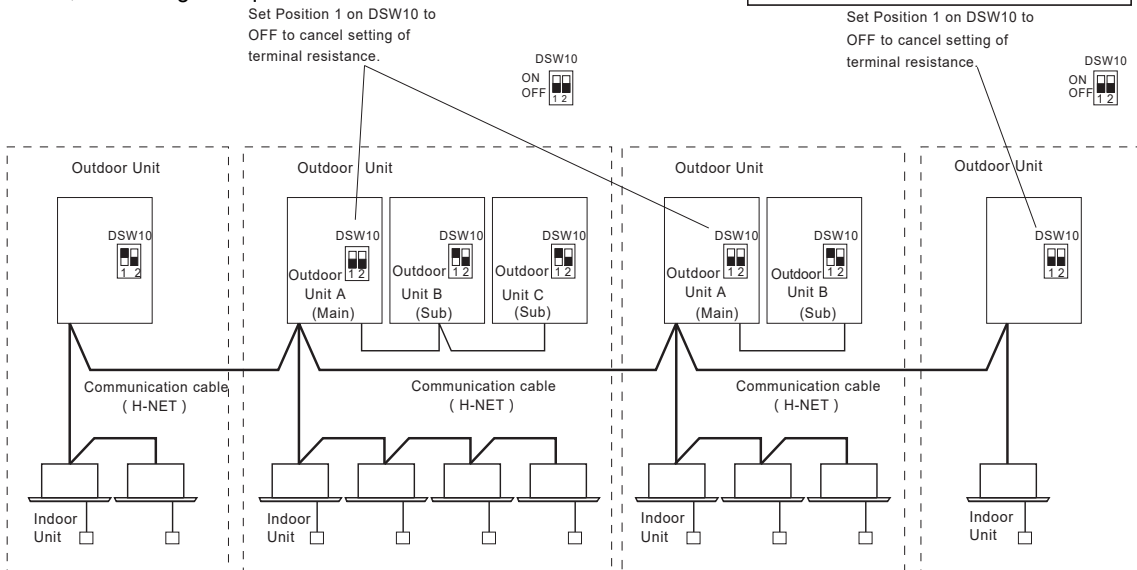 Set Position 1 on DSW10 to
OFF to cancel setting of
terminal resistance.
DSW10
ON
OFF
1 2
Set Position 1 on DSW10 to
OFF to cancel setting of
terminal resistance.
DSW10
ON
OFF
1 2
Outdoor Unit
DSW10
1 2
Outdoor Unit
DSW10
1 2
Outdoor
Unit A
(Main)
DSW10
1 2
Outdoor
Unit B
(Sub)
DSW10
1 2
Outdoor
Unit C
(Sub)
Outdoor Unit
DSW10
1 2
Outdoor
Unit A
(Main)
DSW10
1 2
Outdoor
Unit B
(Sub)
Outdoor Unit
DSW10
1 2
Communication cable
( H-NET )
Communication cable
( H-NET )
Communication cable
( H-NET )
Indoor
Unit
Indoor
Unit
Indoor
Unit
Indoor
Unit